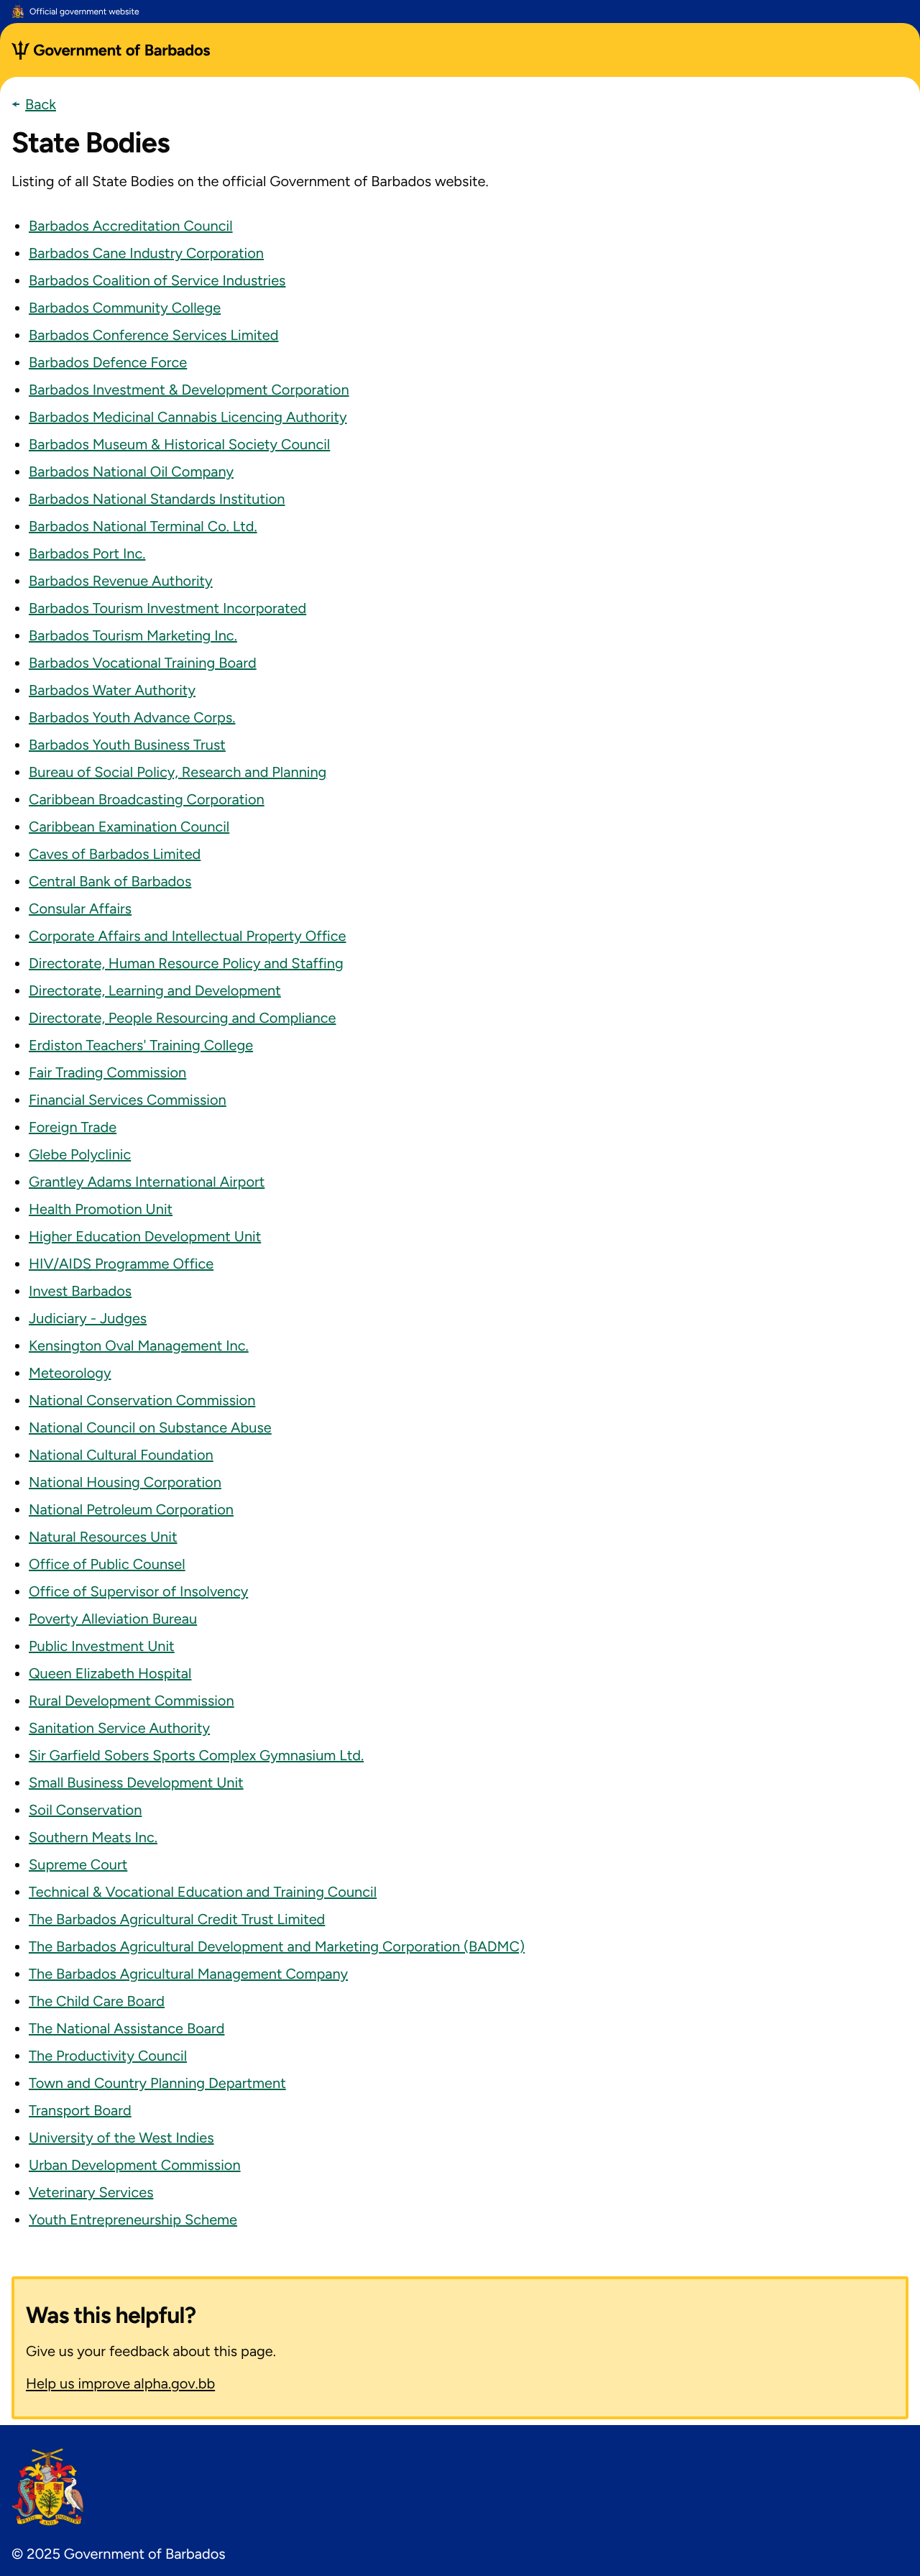 Official government website
Government of Barbados
Back
State Bodies
Listing of all State Bodies on the official Government of Barbados website.
Barbados Accreditation Council
Barbados Cane Industry Corporation
Barbados Coalition of Service Industries
Barbados Community College
Barbados Conference Services Limited
Barbados Defence Force
Barbados Investment & Development Corporation
Barbados Medicinal Cannabis Licencing Authority
Barbados Museum & Historical Society Council
Barbados National Oil Company
Barbados National Standards Institution
Barbados National Terminal Co. Ltd.
Barbados Port Inc.
Barbados Revenue Authority
Barbados Tourism Investment Incorporated
Barbados Tourism Marketing Inc.
Barbados Vocational Training Board
Barbados Water Authority
Barbados Youth Advance Corps.
Barbados Youth Business Trust
Bureau of Social Policy, Research and Planning
Caribbean Broadcasting Corporation
Caribbean Examination Council
Caves of Barbados Limited
Central Bank of Barbados
Consular Affairs
Corporate Affairs and Intellectual Property Office
Directorate, Human Resource Policy and Staffing
Directorate, Learning and Development
Directorate, People Resourcing and Compliance
Erdiston Teachers' Training College
Fair Trading Commission
Financial Services Commission
Foreign Trade
Glebe Polyclinic
Grantley Adams International Airport
Health Promotion Unit
Higher Education Development Unit
HIV/AIDS Programme Office
Invest Barbados
Judiciary - Judges
Kensington Oval Management Inc.
Meteorology
National Conservation Commission
National Council on Substance Abuse
National Cultural Foundation
National Housing Corporation
National Petroleum Corporation
Natural Resources Unit
Office of Public Counsel
Office of Supervisor of Insolvency
Poverty Alleviation Bureau
Public Investment Unit
Queen Elizabeth Hospital
Rural Development Commission
Sanitation Service Authority
Sir Garfield Sobers Sports Complex Gymnasium Ltd.
Small Business Development Unit
Soil Conservation
Southern Meats Inc.
Supreme Court
Technical & Vocational Education and Training Council
The Barbados Agricultural Credit Trust Limited
The Barbados Agricultural Development and Marketing Corporation (BADMC)
The Barbados Agricultural Management Company
The Child Care Board
The National Assistance Board
The Productivity Council
Town and Country Planning Department
Transport Board
University of the West Indies
Urban Development Commission
Veterinary Services
Youth Entrepreneurship Scheme
Was this helpful?
Give us your feedback about this page.
Help us improve alpha.gov.bb
© 2025 Government of Barbados